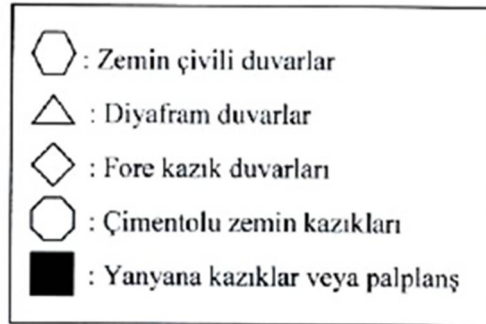 : Zemin çivili duvarlar
: Diyafram duvarlar
: Fore kazık duvarları
: Çimentolu zemin kazıkları
: Yanyana kazıklar veya palplanş